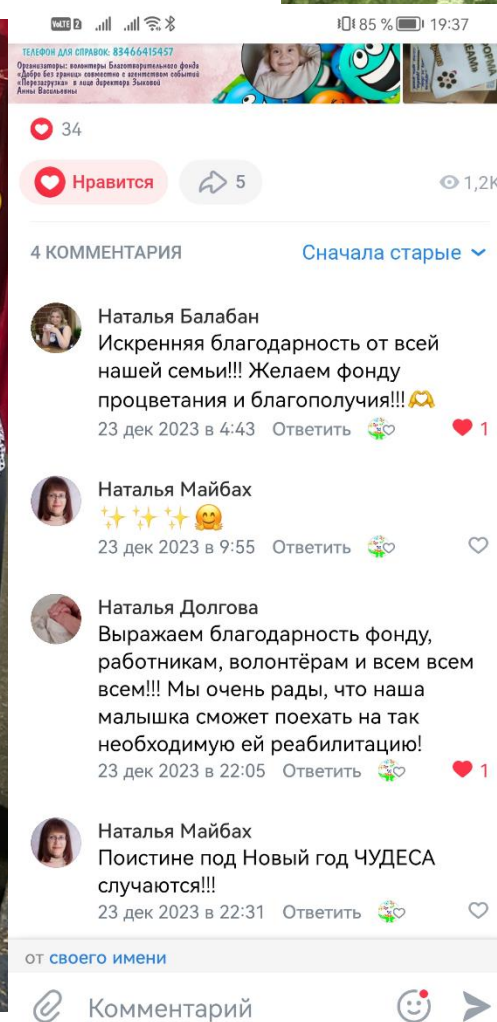 85 % 19:37
ТЕЛЕФОН ДЛЯ СПРАВОК: 83466415457
Организаторы: волонтеры Благотворительного фонда
«Добро без границ» совместно с агентством событий
«Перезагрузка» в лице директора Зыковой
Анны Васильевны
34
Нравится 5 1,2K
4 КОММЕНТАРИЯ Сначала старые
Наталья Балабан
Искренняя благодарность от всей
нашей семьи!!! Желаем фонду
процветания и благополучия!!!
23 дек 2023 в 4:43 Ответить 1
Наталья Майбах
✨✨✨🤗
23 дек 2023 в 9:55 Ответить
Наталья Долгова
Выражаем благодарность фонду,
работникам, волонтёрам и всем всем
всем!!! Мы очень рады, что наша
малышка сможет поехать на так
необходимую ей реабилитацию!
23 дек 2023 в 22:05 Ответить 1
Наталья Майбах
Поистине под Новый год ЧУДЕСА
случаются!!!
23 дек 2023 в 22:31 Ответить
от своего имени
Комментарий